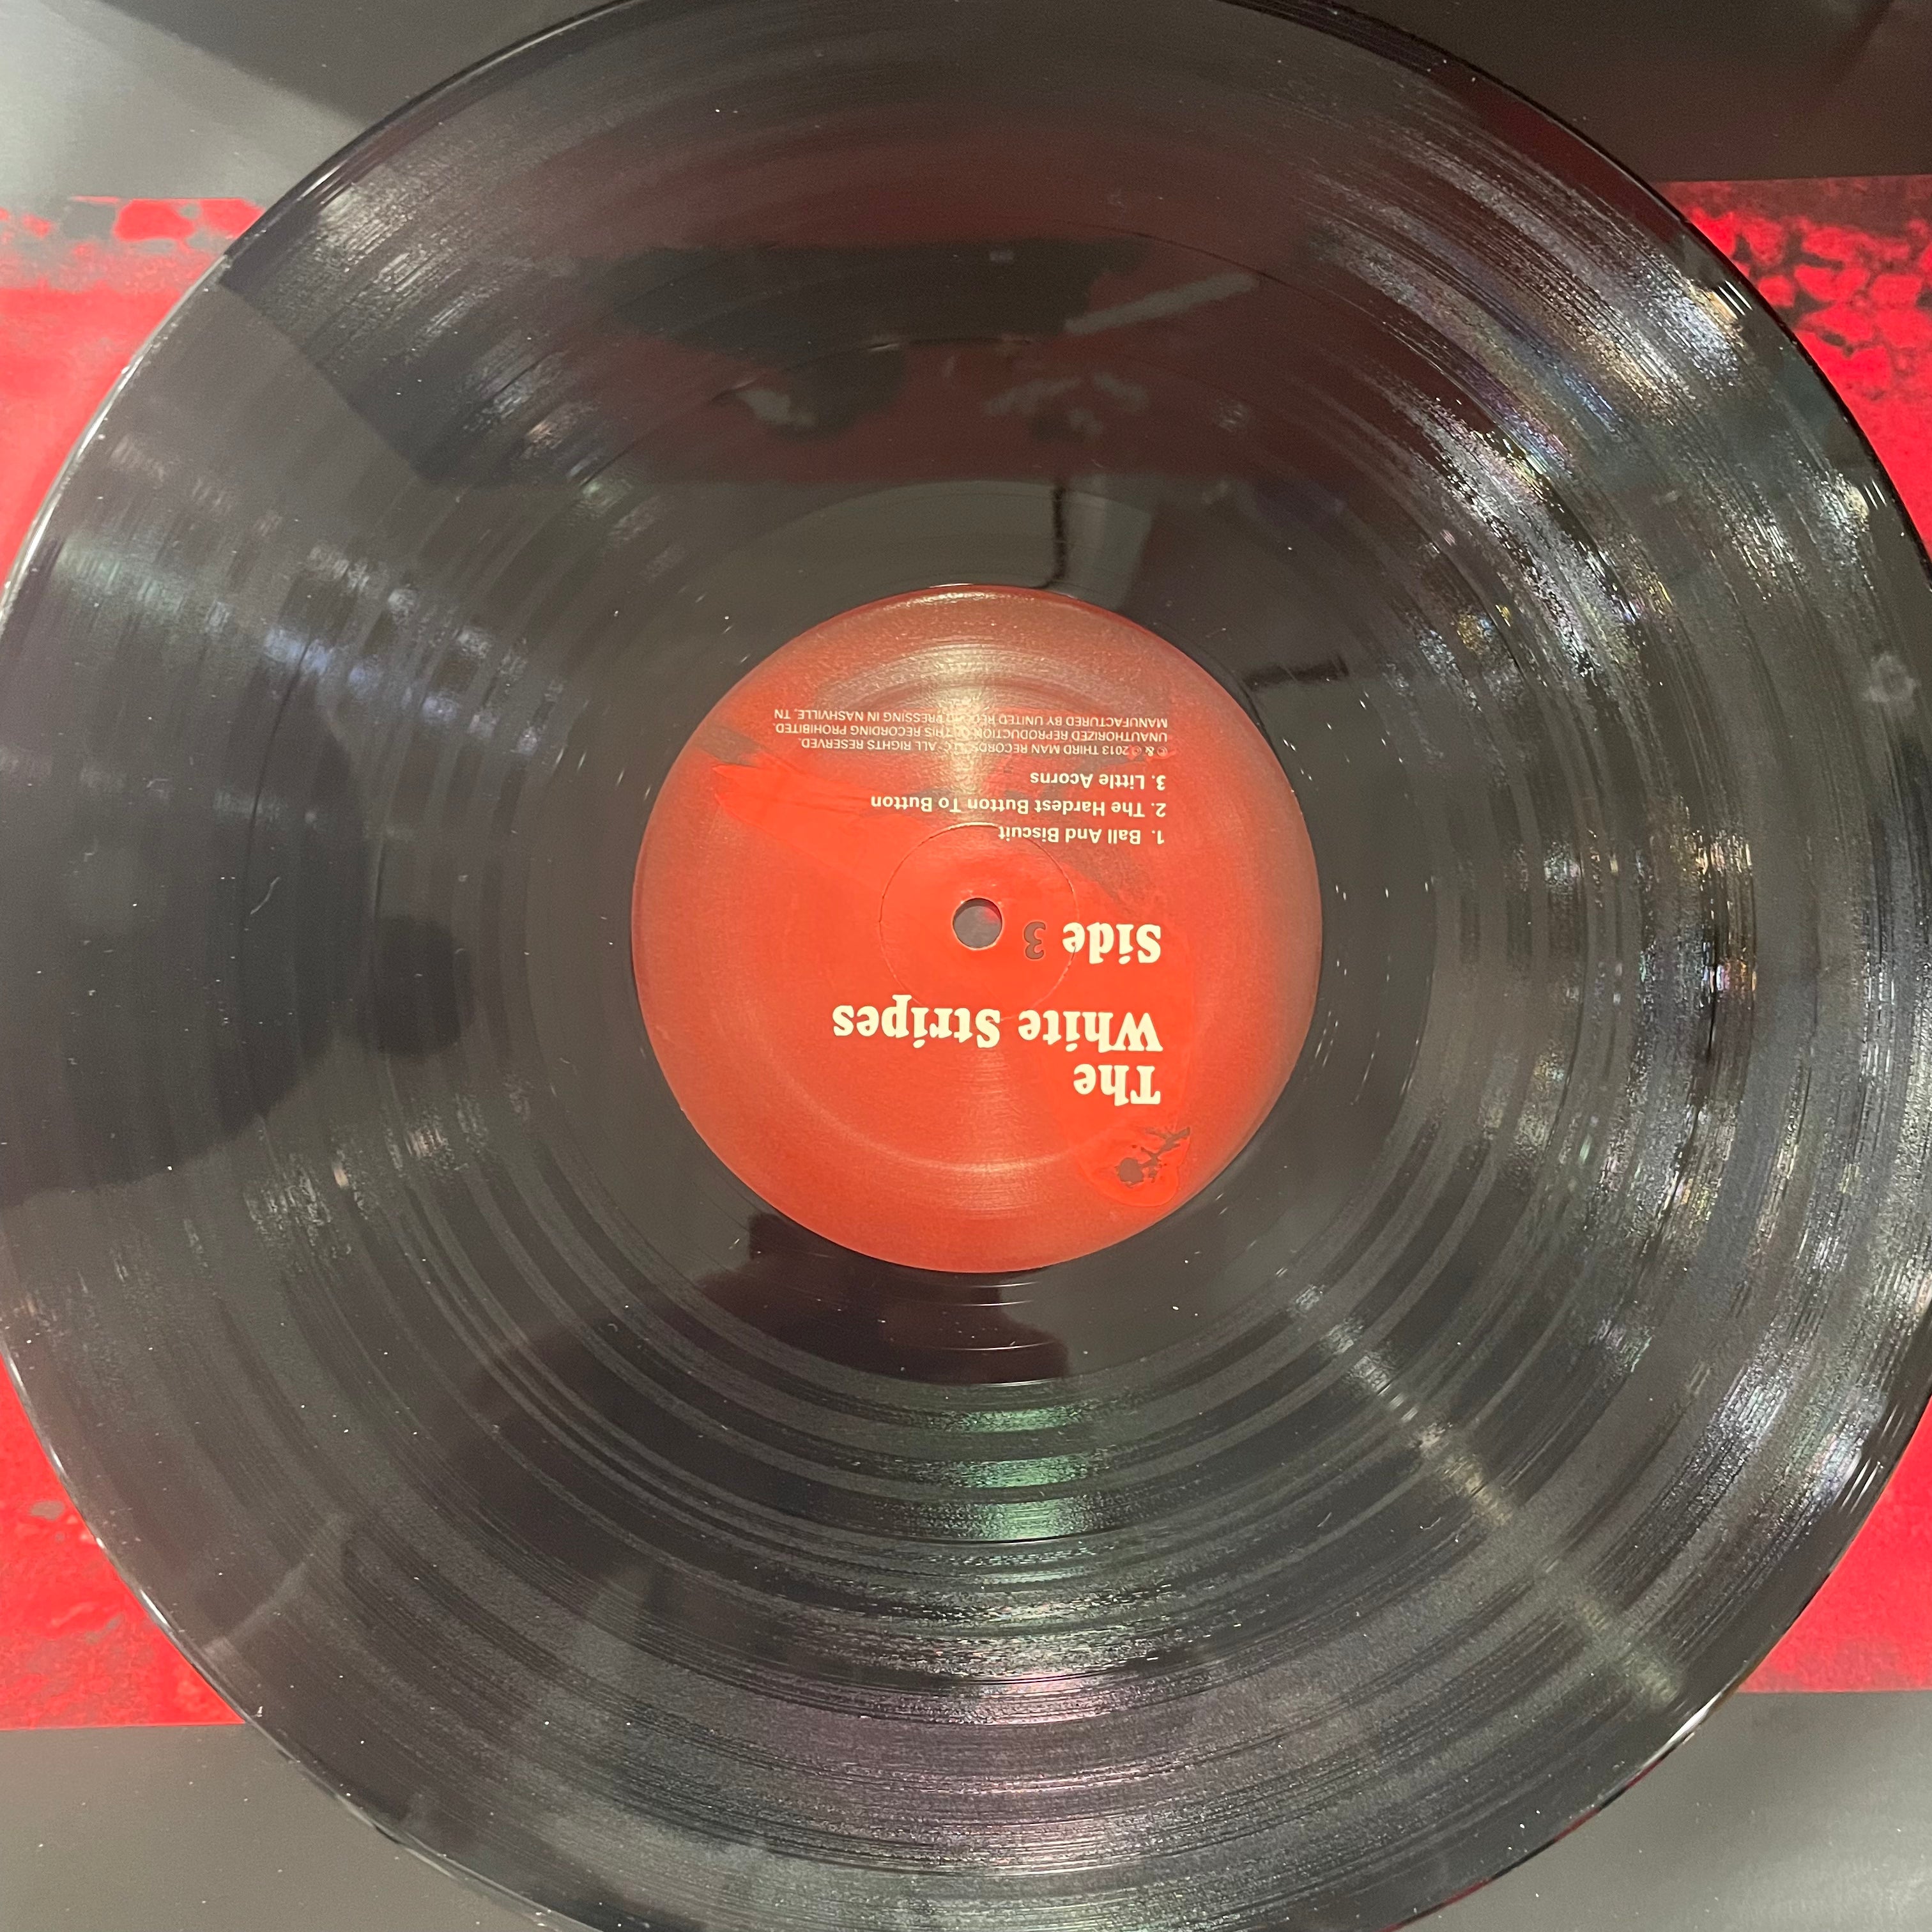 The
White Stripes
Side 3
1. Ball And Biscuit
2. The Hardest Button To Button
3. Little Acorns
© & ℗ 2013 THIRD MAN RECORDS, LLC. ALL RIGHTS RESERVED.
UNAUTHORIZED REPRODUCTION OF THIS RECORDING PROHIBITED.
MANUFACTURED BY UNITED RECORD PRESSING IN NASHVILLE, TN